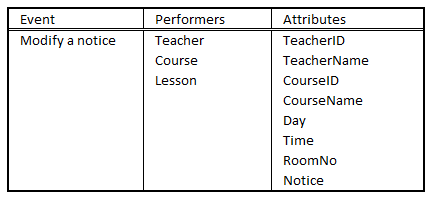 Event Performers Attributes
Modify a notice Teacher TeacherID
Course TeacherName
Lesson CourseID
CourseName
Day
Time
RoomNo
Notice